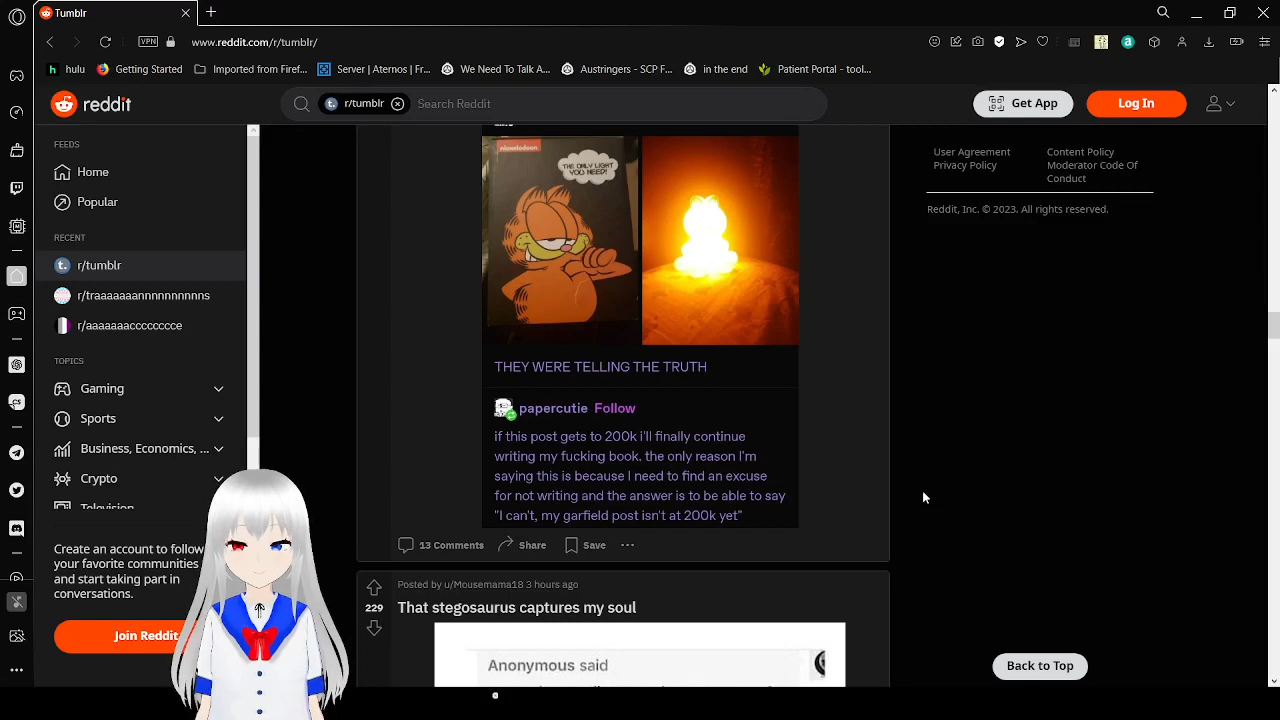 Tumblr
www.reddit.com/r/tumblr/
VPN
hulu
Getting Started
Imported from Firef...
Server | Aternos | Fr...
We Need To Talk A...
Austringers - SCP F...
in the end
Patient Portal - tool...
reddit
r/tumblr
Search Reddit
Get App
Log In
FEEDS
Home
Popular
RECENT
r/tumblr
r/traaaaaaannnnnnnnnns
r/aaaaaaacccccccce
TOPICS
Gaming
Sports
Business, Economics, ...
Crypto
Television
Create an account to follow
your favorite communities
and start taking part in
conversations.
Join Reddit
nickelodeon
THE ONLY LIGHT
YOU NEED!
THEY WERE TELLING THE TRUTH
papercutie Follow
if this post gets to 200k i'll finally continue
writing my fucking book. the only reason I'm
saying this is because I need to find an excuse
for not writing and the answer is to be able to say
"I can't, my garfield post isn't at 200k yet"
13 Comments
Share
Save
Posted by u/Mousemama18 3 hours ago
229
That stegosaurus captures my soul
Anonymous said
User Agreement
Privacy Policy
Content Policy
Moderator Code Of
Conduct
Reddit, Inc. © 2023. All rights reserved.
Back to Top